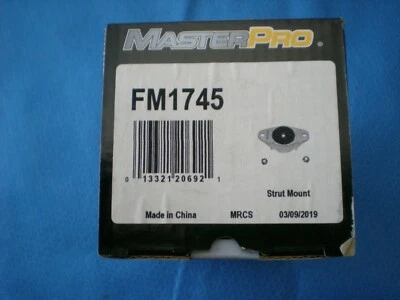 MASTERPRO
FM1745
0 13321 20692 1
Strut Mount
Made in China MRCS 03/09/2019